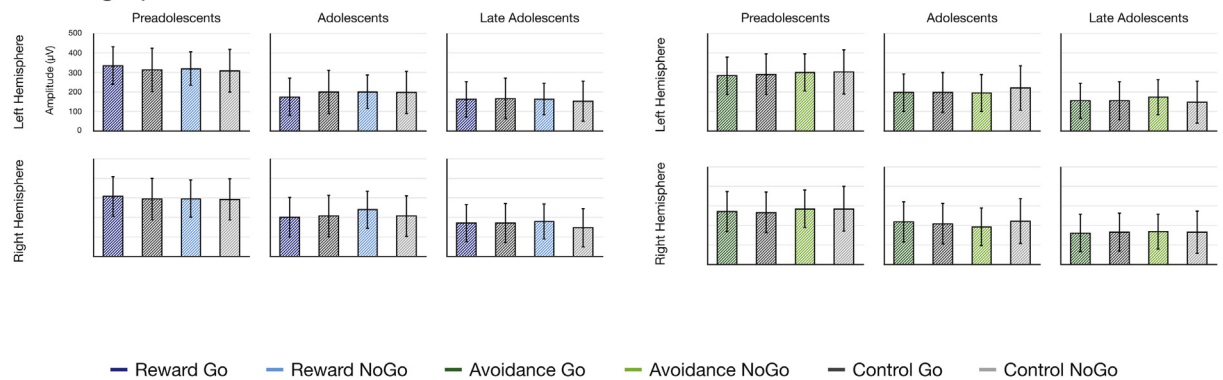 Preadolescents Adolescents Late Adolescents
Left Hemisphere
Amplitude (µV)
500
400
300
200
100
0
Right Hemisphere
Preadolescents Adolescents Late Adolescents
Left Hemisphere
Right Hemisphere
Reward Go Reward NoGo Avoidance Go Avoidance NoGo Control Go Control NoGo